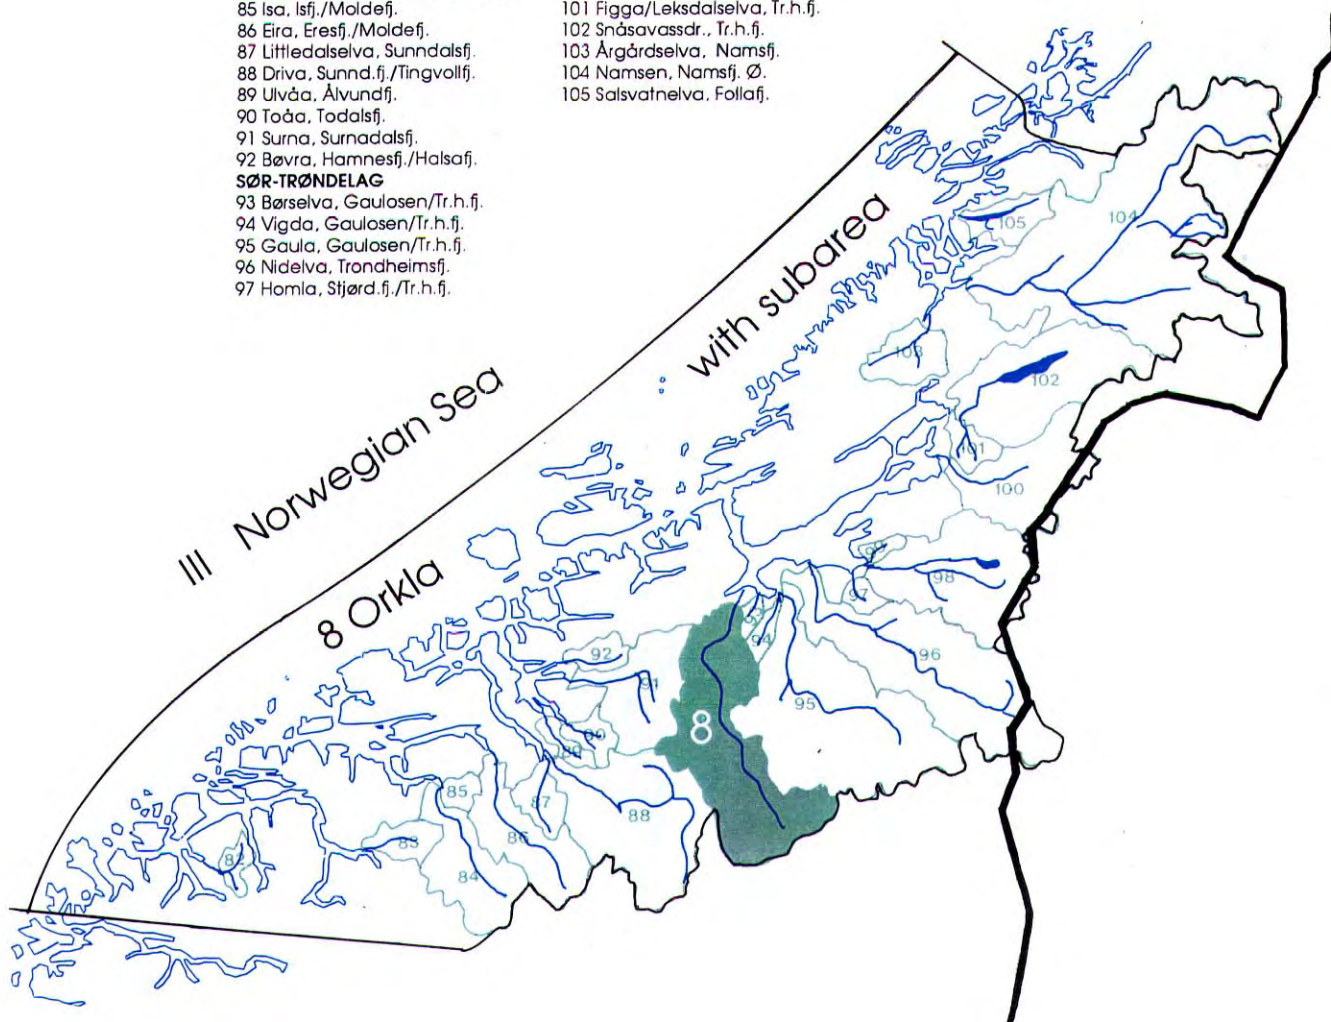 85 Isa, Isfj./Moldefj.
86 Eira, Eresfj./Moldefj.
87 Littledalselva, Sunndalsfj.
88 Driva, Sunnd.fj./Tingvollfj.
89 Ulvåa, Ålvundfj.
90 Toåa, Todalsfj.
91 Surna, Surnadalsfj.
92 Bøvra, Hamnesfj./Halsafj.
SØR-TRØNDELAG
93 Børselva, Gaulosen/Tr.h.fj.
94 Vigda, Gaulosen/Tr.h.fj.
95 Gaula, Gaulosen/Tr.h.fj.
96 Nidelva, Trondheimsfj.
97 Homla, Stjørd.fj./Tr.h.fj.
101 Figga/Leksdalselva, Tr.h.fj.
102 Snåsavassdr., Tr.h.fj.
103 Årgårdselva, Namsfj.
104 Namsen, Namsfj. Ø.
105 Salsvatnelva, Follafj.
III Norwegian Sea
with subarea
8 Orkla
104
105
103
102
101
100
99
98
97
93
94
96
92
91
95
8
90
89
85
87
88
86
83
82
84